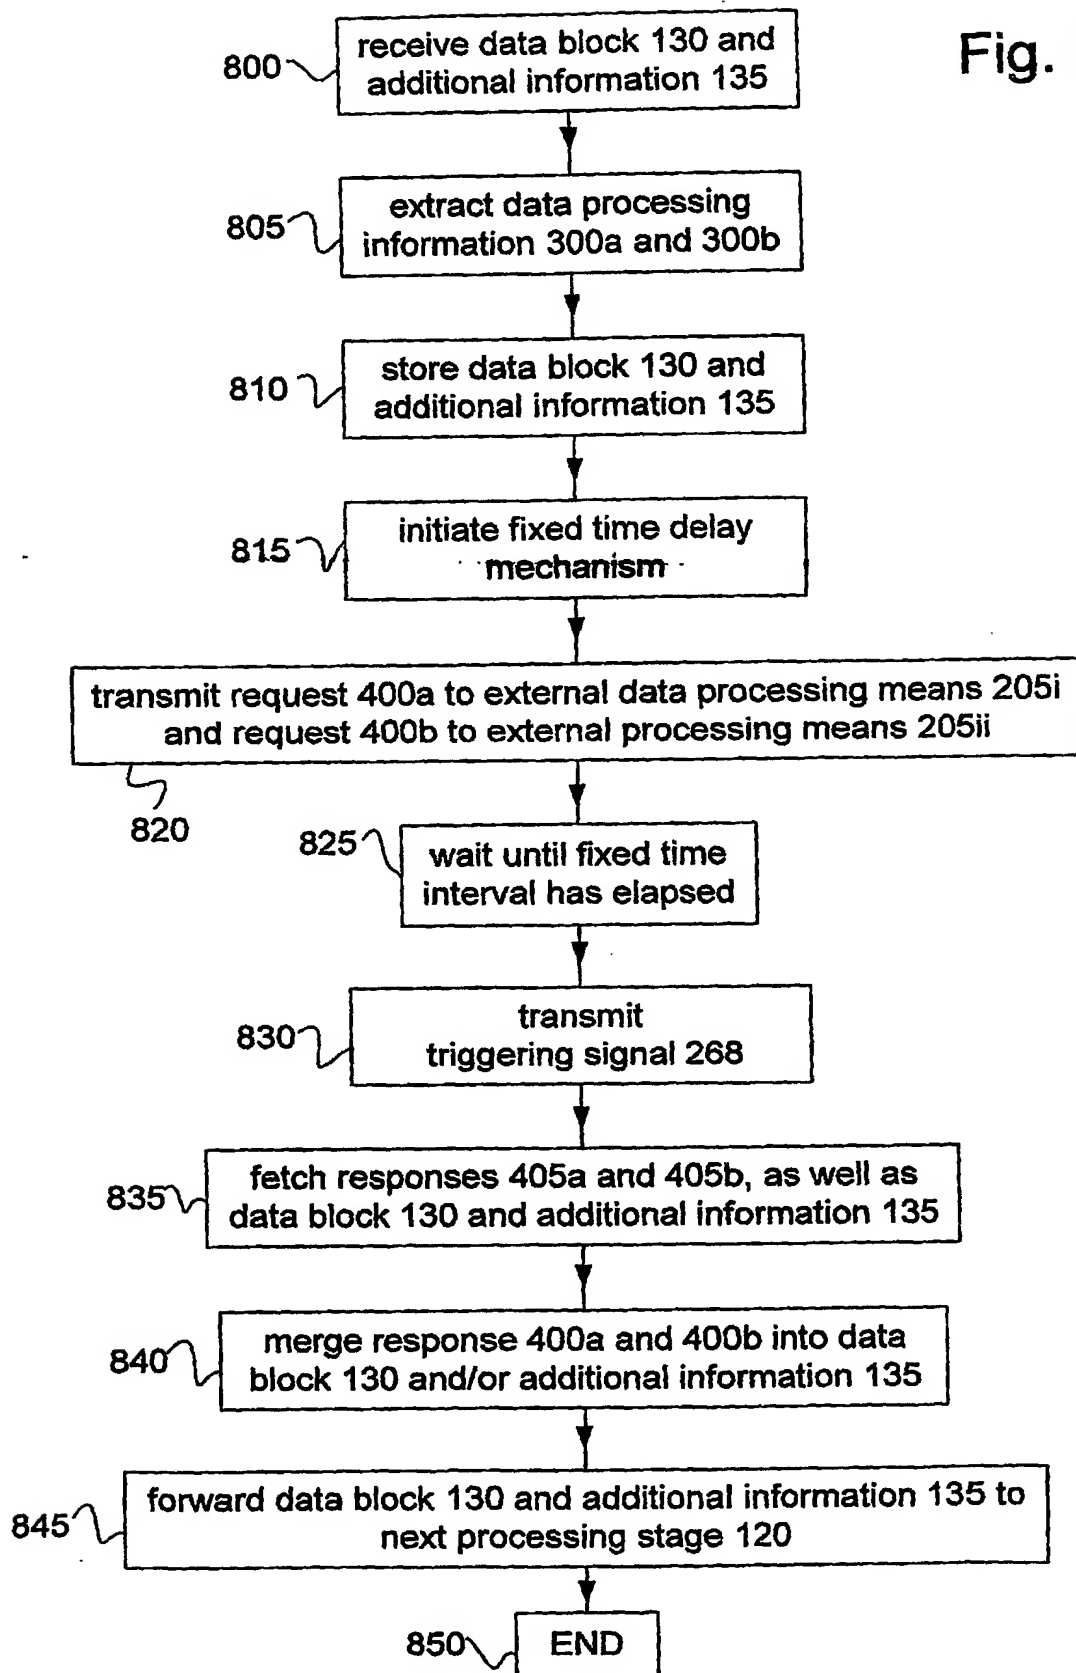 Fig.
800
receive data block 130 and
additional information 135
805
extract data processing
information 300a and 300b
810
store data block 130 and
additional information 135
815
initiate fixed time delay
mechanism
transmit request 400a to external data processing means 205i
and request 400b to external processing means 205ii
820
825
wait until fixed time
interval has elapsed
830
transmit
triggering signal 268
835
fetch responses 405a and 405b, as well as
data block 130 and additional information 135
840
merge response 400a and 400b into data
block 130 and/or additional information 135
845
forward data block 130 and additional information 135 to
next processing stage 120
850
END